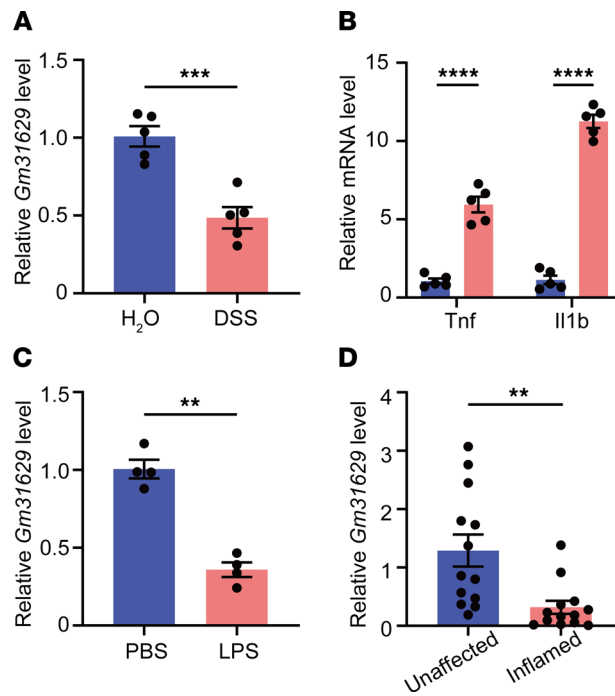 A
Relative Gm31629 level
1.5
1.0
0.5
0
***
H₂O DSS
B
Relative mRNA level
15
10
5
0
**** ****
Tnf Il1b
C
Relative Gm31629 level
1.5
1.0
0.5
0
**
PBS LPS
D
Relative Gm31629 level
4
3
2
1
0
**
Unaffected Inflamed